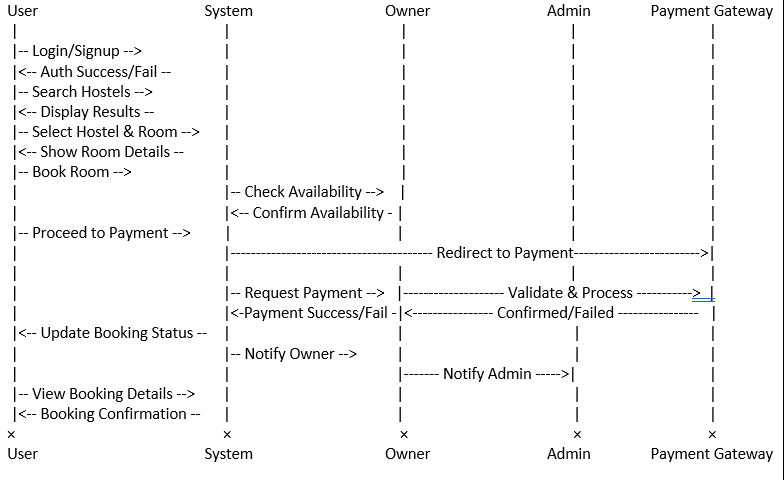 User System Owner Admin Payment Gateway
| | | | |
|-- Login/Signup --> | | | |
|<-- Auth Success/Fail -- | | | |
|-- Search Hostels --> | | | |
|<-- Display Results -- | | | |
|-- Select Hostel & Room --> | | | |
|<-- Show Room Details -- | | | |
|-- Book Room --> | | | |
| |-- Check Availability --> | | |
| |<-- Confirm Availability - | | |
|-- Proceed to Payment --> | | | |
| |---------------------------------------- Redirect to Payment-------------------------->|
| | | | |
| |-- Request Payment --> |-------------------- Validate & Process -----------> |
| |<-Payment Success/Fail -|<---------------- Confirmed/Failed ---------------- |
|<-- Update Booking Status -- | | | |
| |-- Notify Owner --> | | |
| | |------- Notify Admin ----->| |
|-- View Booking Details --> | | | |
|<-- Booking Confirmation -- | | | |
× × × × ×
User System Owner Admin Payment Gateway